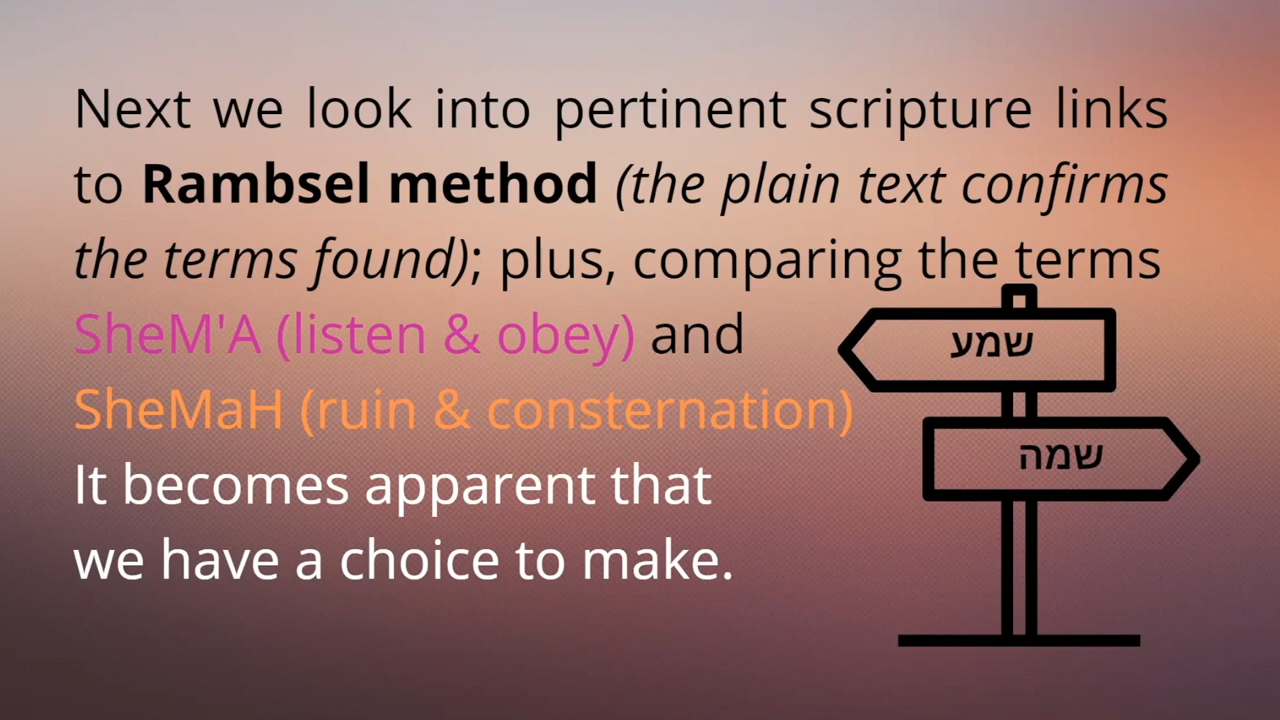 Next we look into pertinent scripture links
to Rambsel method (the plain text confirms
the terms found); plus, comparing the terms
SheM'A (listen & obey) and
SheMaH (ruin & consternation)
It becomes apparent that
we have a choice to make.
שמע
שמה